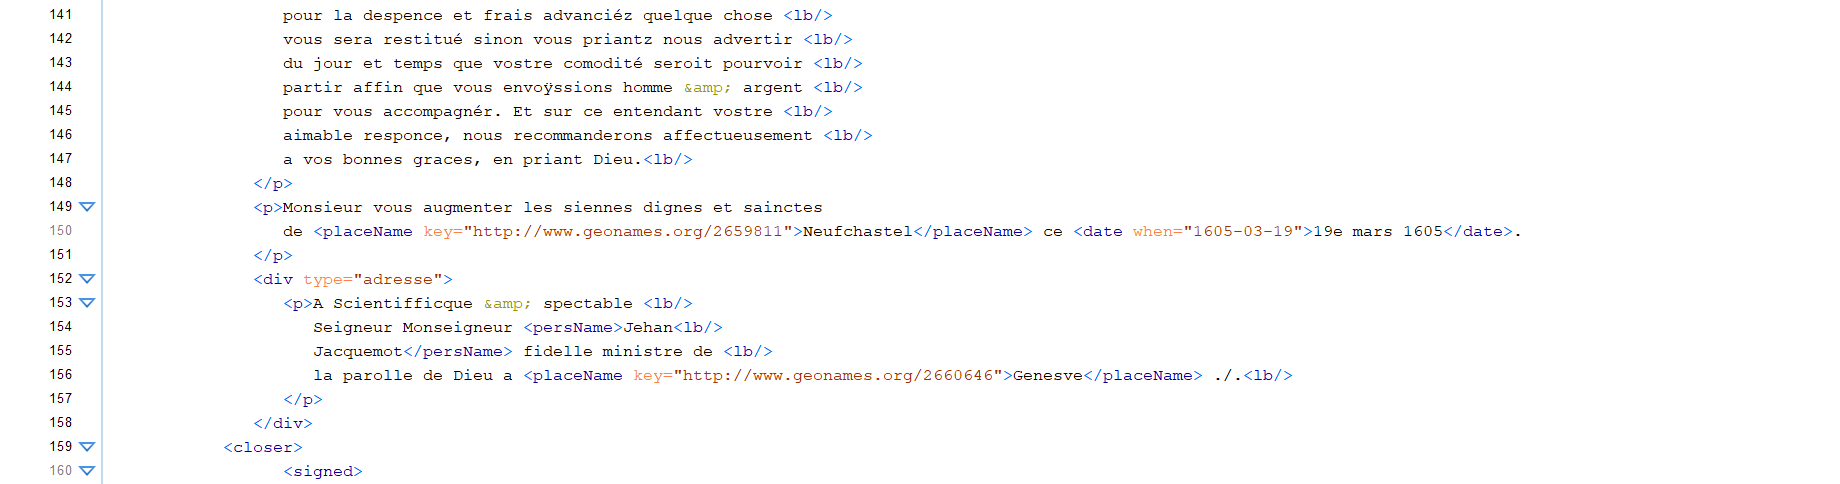 141 pour la despence et frais advanciéz quelque chose <lb/>
142 vous sera restitué sinon vous priantz nous advertir <lb/>
143 du jour et temps que vostre comodité seroit pourvoir <lb/>
144 partir affin que vous envoÿssions homme &amp; argent <lb/>
145 pour vous accompagnér. Et sur ce entendant vostre <lb/>
146 aimable responce, nous recommanderons affectueusement <lb/>
147 a vos bonnes graces, en priant Dieu.<lb/>
148 </p>
149 <p>Monsieur vous augmenter les siennes dignes et sainctes
150 de <placeName key="http://www.geonames.org/2659811">Neufchastel</placeName> ce <date when="1605-03-19">19e mars 1605</date>.
151 </p>
152 <div type="adresse">
153 <p>A Scientifficque &amp; spectable <lb/>
154 Seigneur Monseigneur <persName>Jehan<lb/>
155 Jacquemot</persName> fidelle ministre de <lb/>
156 la parolle de Dieu a <placeName key="http://www.geonames.org/2660646">Genesve</placeName> ./.<lb/>
157 </p>
158 </div>
159 <closer>
160 <signed>